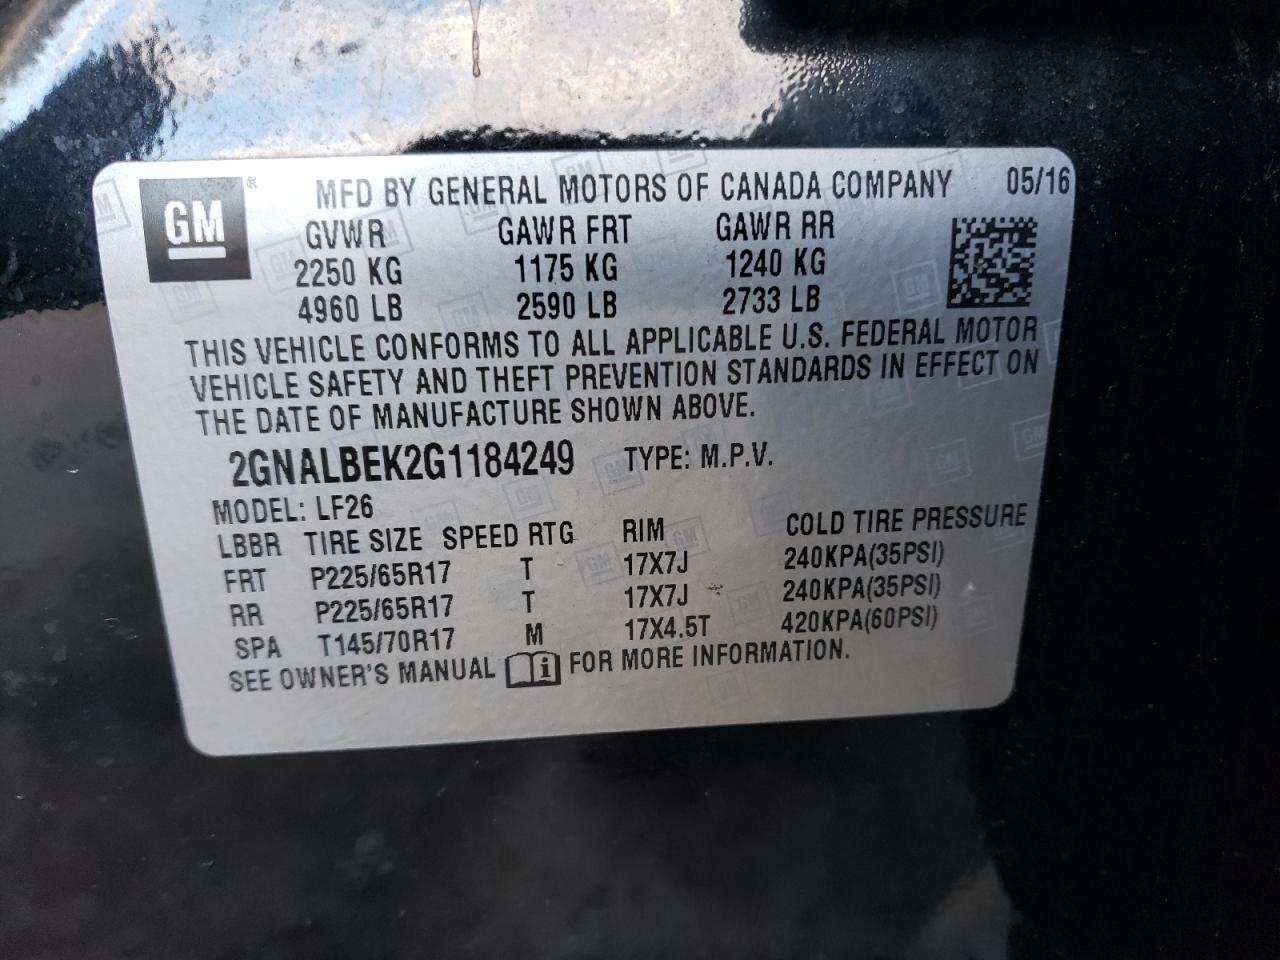 GM ® MFD BY GENERAL MOTORS OF CANADA COMPANY 05/16
GVWR GAWR FRT GAWR RR
2250 KG 1175 KG 1240 KG
4960 LB 2590 LB 2733 LB
THIS VEHICLE CONFORMS TO ALL APPLICABLE U.S. FEDERAL MOTOR
VEHICLE SAFETY AND THEFT PREVENTION STANDARDS IN EFFECT ON
THE DATE OF MANUFACTURE SHOWN ABOVE.
2GNALBEK2G1184249 TYPE: M.P.V.
MODEL: LF26
LBBR TIRE SIZE SPEED RTG RIM COLD TIRE PRESSURE
FRT P225/65R17 T 17X7J 240KPA(35PSI)
RR P225/65R17 T 17X7J 240KPA(35PSI)
SPA T145/70R17 M 17X4.5T 420KPA(60PSI)
SEE OWNER'S MANUAL i FOR MORE INFORMATION.